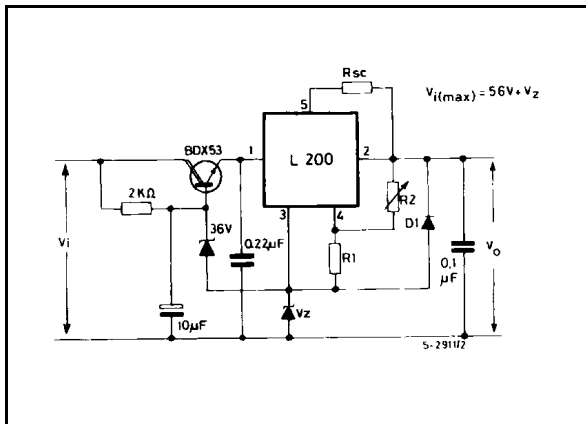 Rsc
Vi(max) = 56V + Vz
5
BDX53
1
L 200
2
2KΩ
3
4
R2
36V
0.22µF
D1
Vi
R1
Vo
0,1
µF
10µF
Vz
5-2911/2